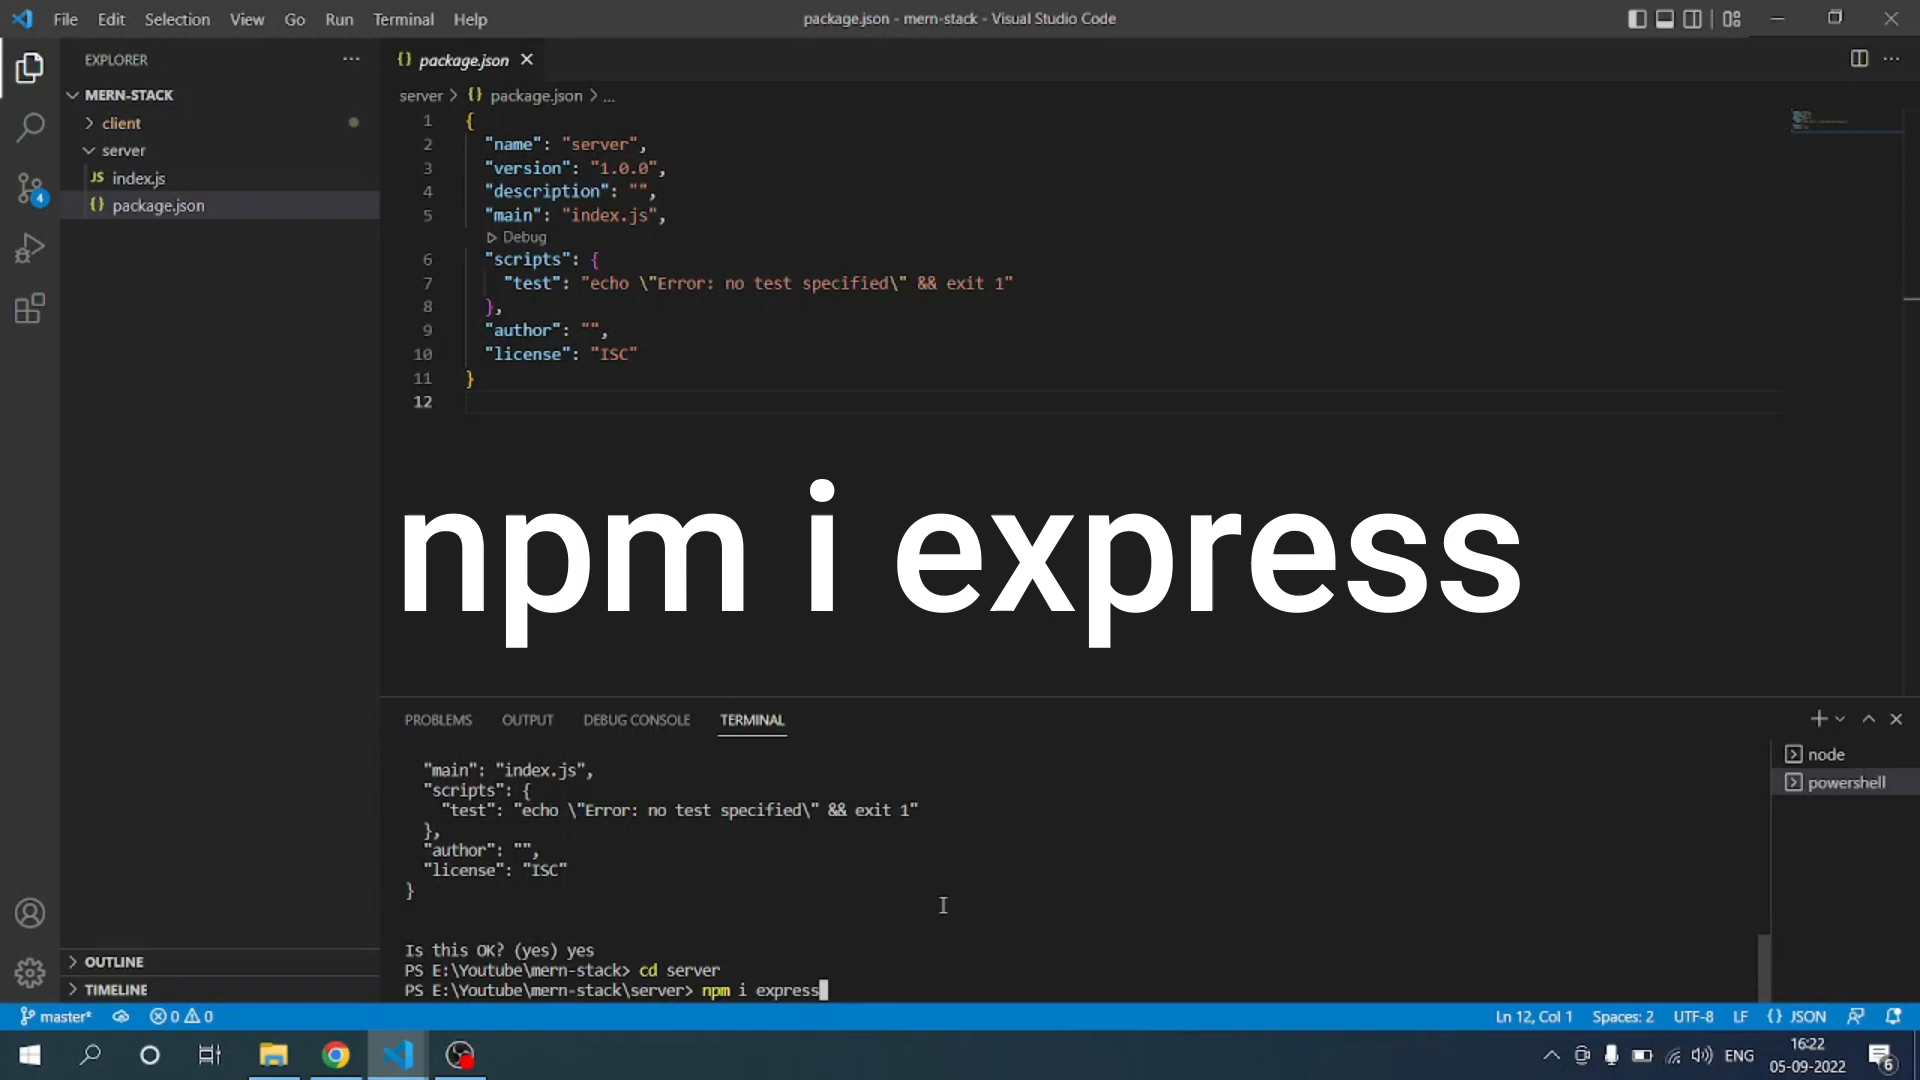 File Edit Selection View Go Run Terminal Help
package.json - mern-stack - Visual Studio Code
EXPLORER
MERN-STACK
client
server
JS index.js
{} package.json
{} package.json
server > {} package.json > ...
1 {
2 "name": "server",
3 "version": "1.0.0",
4 "description": "",
5 "main": "index.js",
Debug
6 "scripts": {
7 "test": "echo \"Error: no test specified\" && exit 1"
8 },
9 "author": "",
10 "license": "ISC"
11 }
12
npm i express
PROBLEMS OUTPUT DEBUG CONSOLE TERMINAL
"main": "index.js",
"scripts": {
"test": "echo \"Error: no test specified\" && exit 1"
},
"author": "",
"license": "ISC"
}
Is this OK? (yes) yes
PS E:\Youtube\mern-stack> cd server
PS E:\Youtube\mern-stack\server> npm i express
node
powershell
4
OUTLINE
TIMELINE
master* 0 0
Ln 12, Col 1 Spaces: 2 UTF-8 LF {} JSON
ENG
16:22
05-09-2022
6